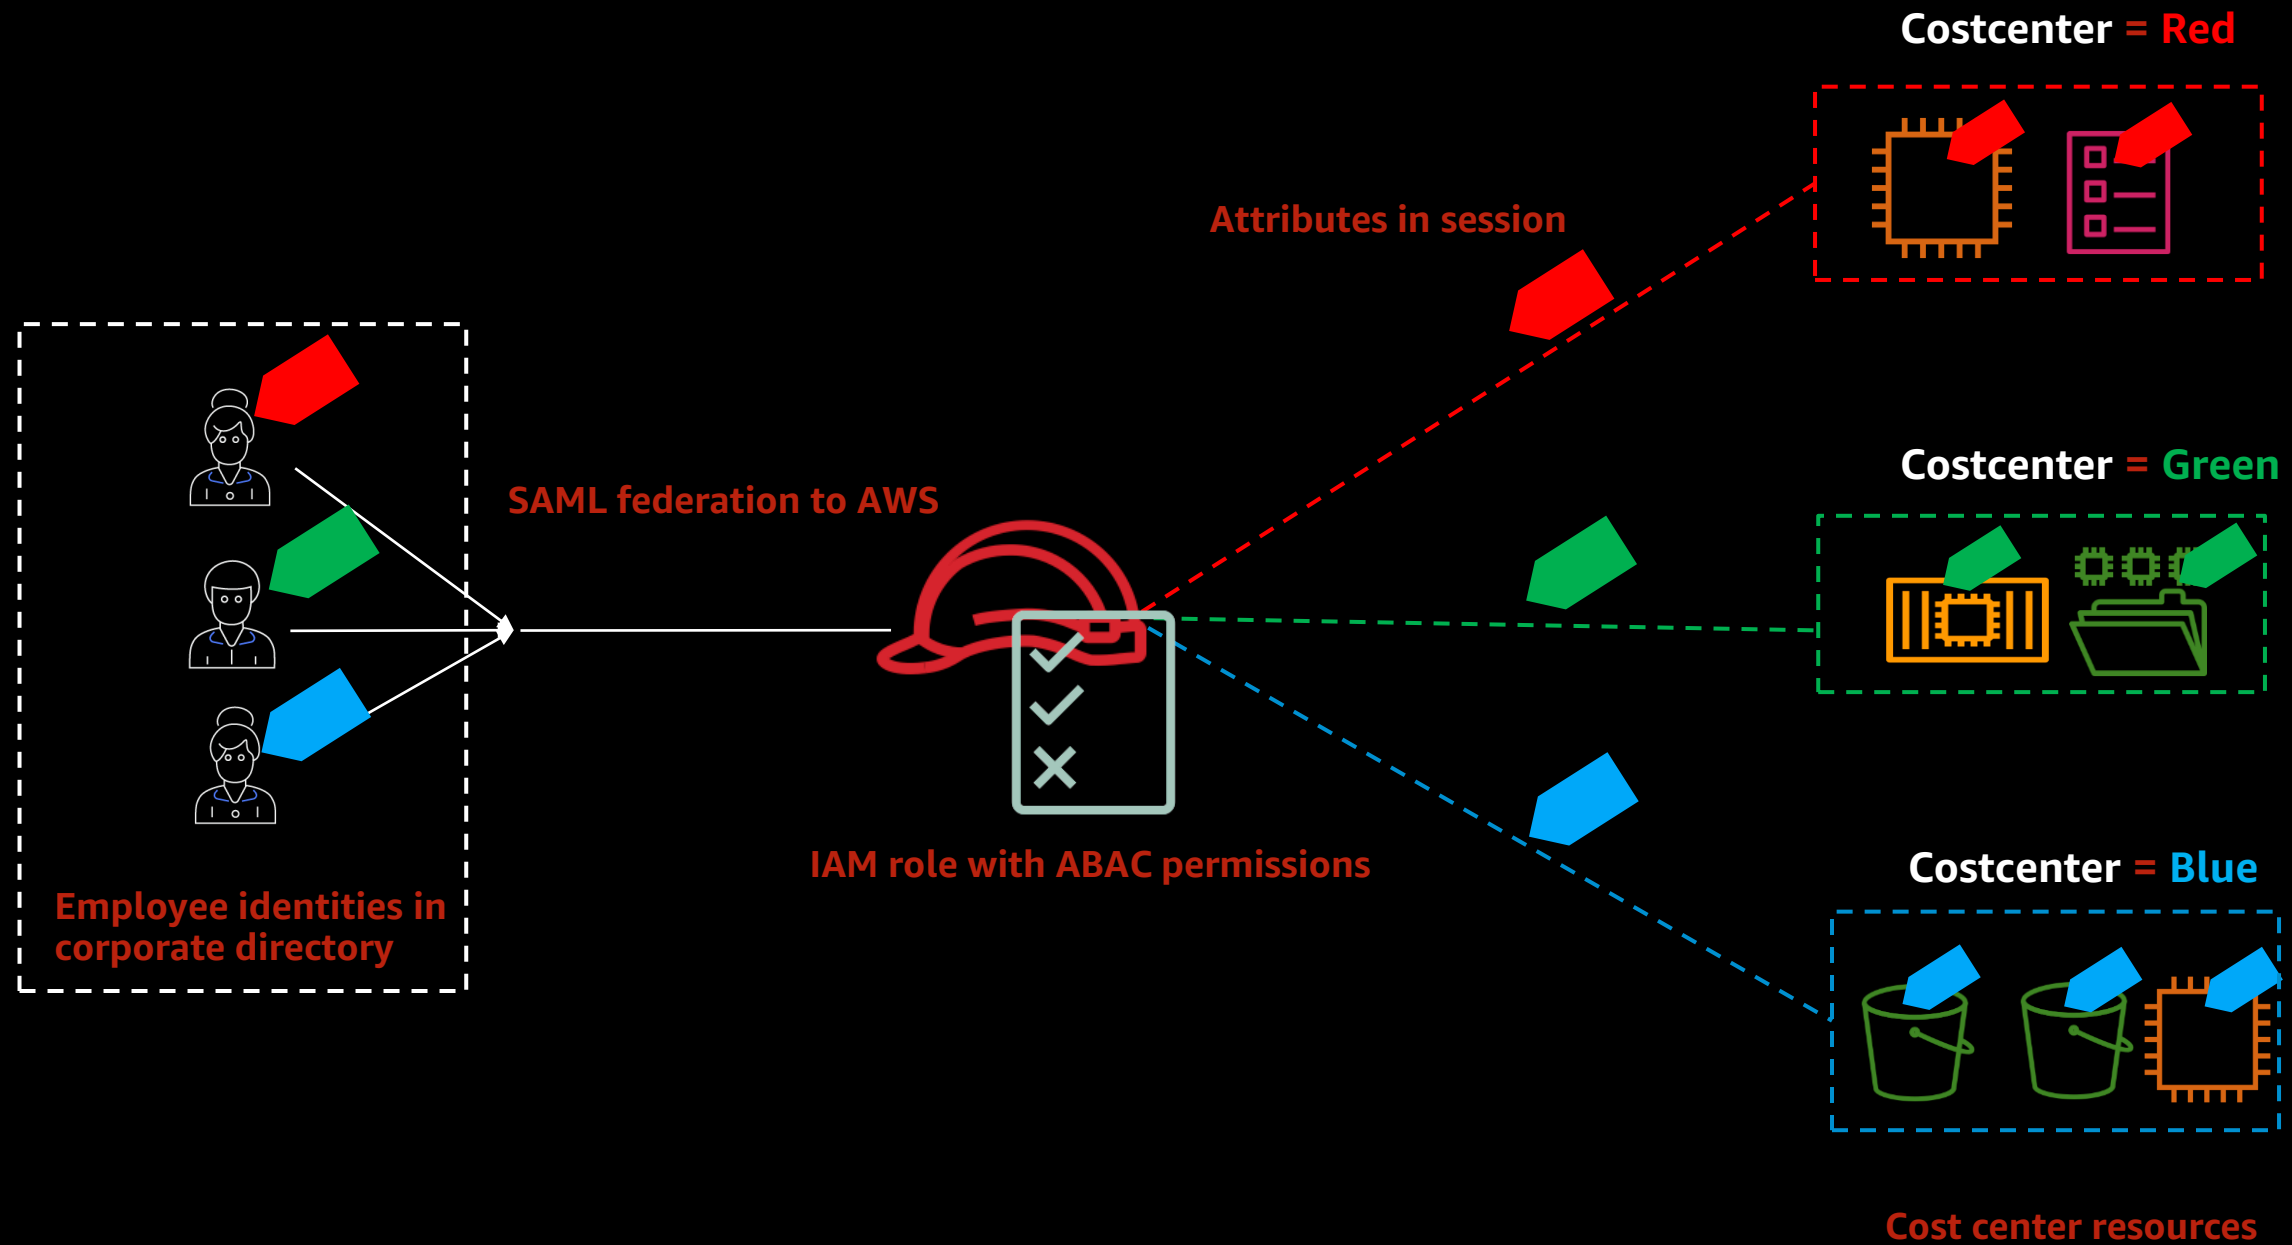 Costcenter = Red
Attributes in session
Costcenter = Green
SAML federation to AWS
IAM role with ABAC permissions
Costcenter = Blue
Employee identities in
corporate directory
Cost center resources